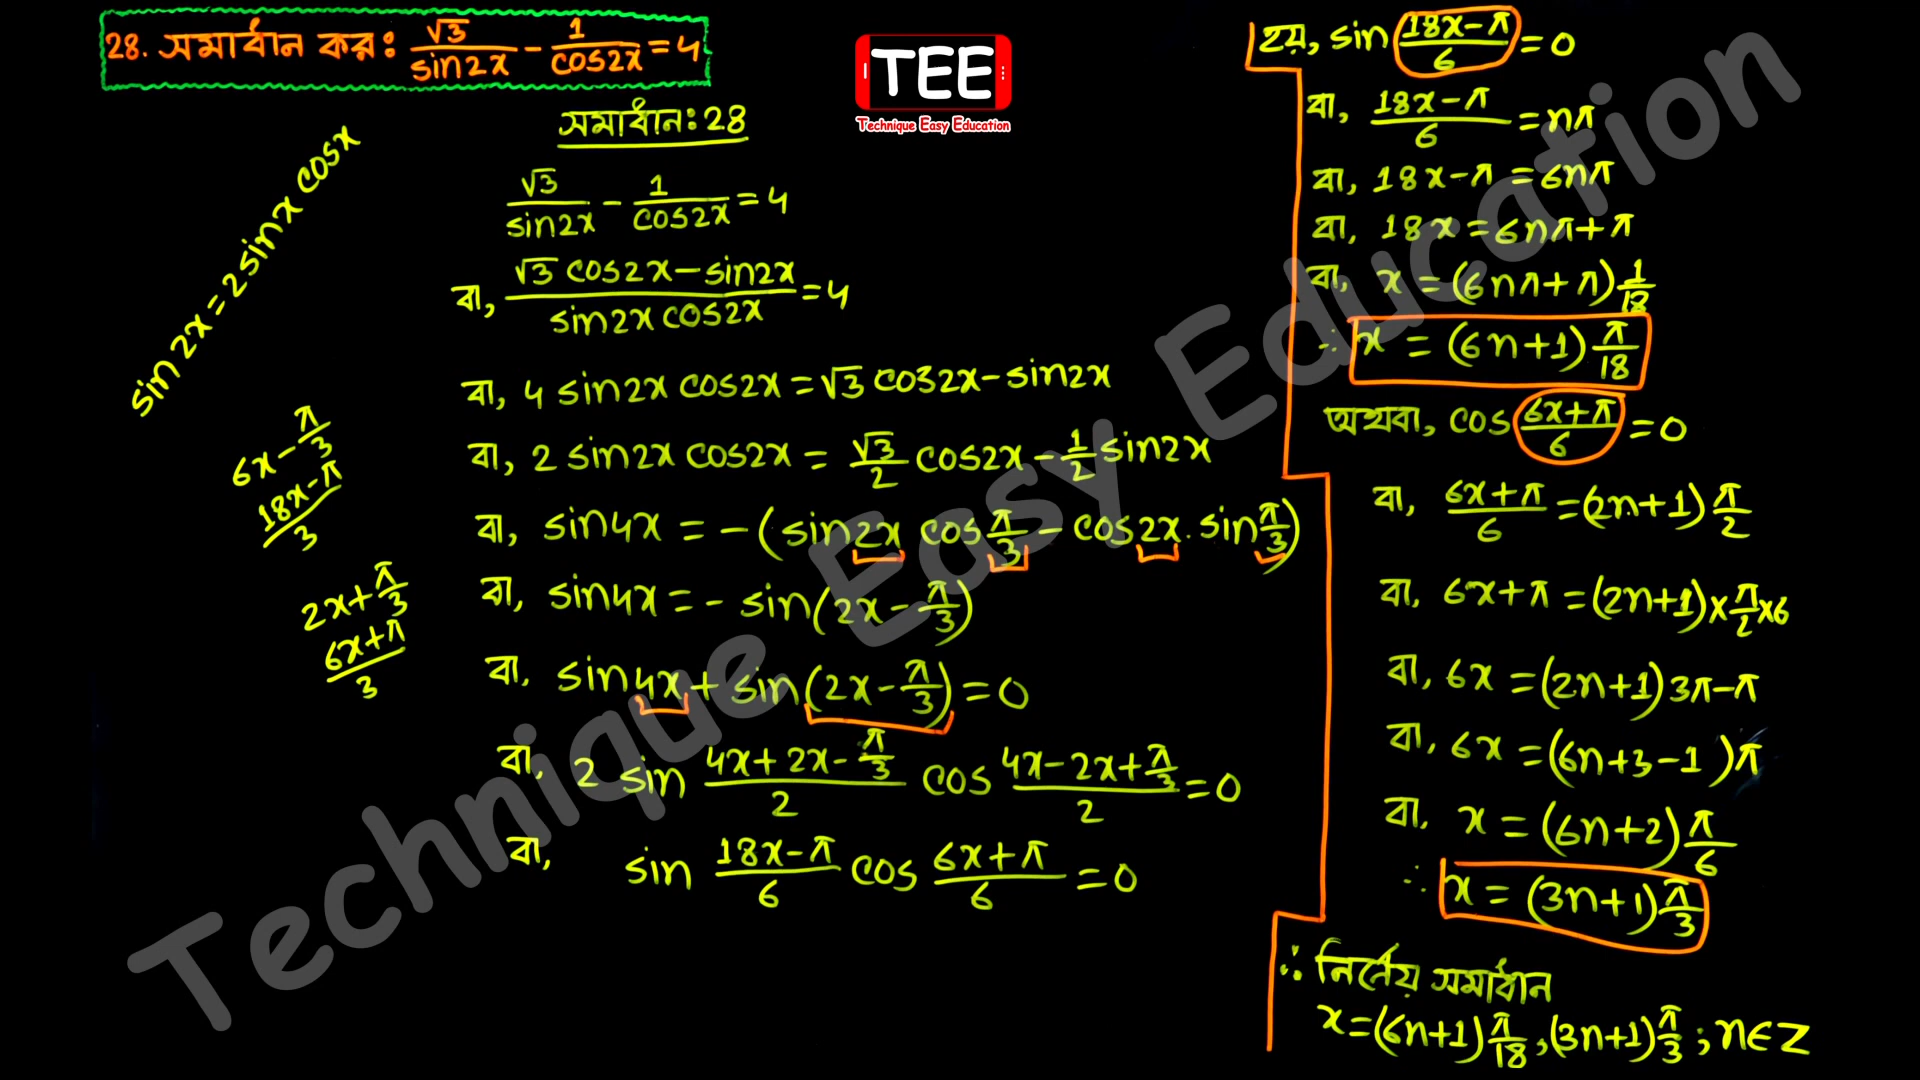 28. সমাধান কর: √3/sin2x - 1/cos2x = 4
TEE
Technique Easy Education
সমাধান: 28
sin2x = 2sinx cosx
√3/sin2x - 1/cos2x = 4
বা, (√3 cos2x - sin2x)/(sin2x cos2x) = 4
বা, 4 sin2x cos2x = √3 cos2x - sin2x
বা, 2 sin2x cos2x = √3/2 cos2x - 1/2 sin2x
বা, sin4x = -(sin2x cos π/3 - cos2x. sin π/3)
বা, sin4x = - sin(2x - π/3)
বা, sin4x + sin(2x - π/3) = 0
বা, 2 sin (4x + 2x - π/3)/2 cos (4x - 2x + π/3)/2 = 0
বা, sin (18x - π)/6 cos (6x + π)/6 = 0
6x - π/3
(18x - π)/3
2x + π/3
(6x + π)/3
হয়, sin (18x - π)/6 = 0
বা, (18x - π)/6 = nπ
বা, 18x - π = 6nπ
বা, 18x = 6nπ + π
বা, x = (6nπ + π) 1/18
∴ x = (6n + 1) π/18
অথবা, cos (6x + π)/6 = 0
বা, (6x + π)/6 = (2n + 1) π/2
বা, 6x + π = (2n + 1) × π/2 × 6
বা, 6x = (2n + 1) 3π - π
বা, 6x = (6n + 3 - 1)π
বা, x = (6n + 2) π/6
∴ x = (3n + 1) π/3
∴ নির্ণেয় সমাধান
x = (6n + 1) π/18, (3n + 1) π/3 ; n ∈ Z
Technique Easy Education